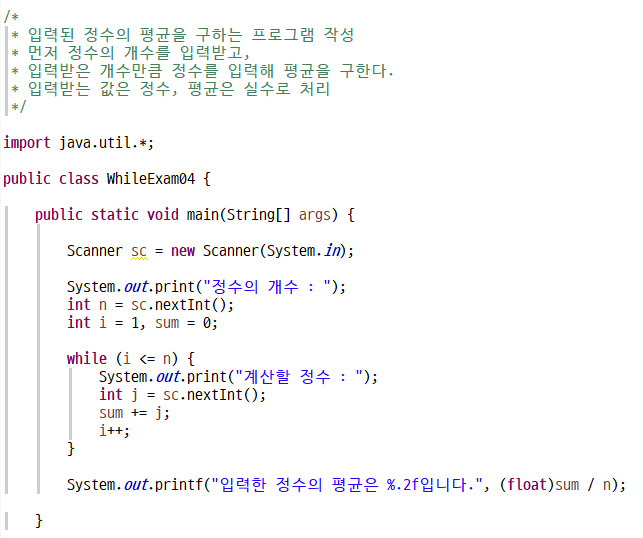 /*
* 입력된 정수의 평균을 구하는 프로그램 작성
* 먼저 정수의 개수를 입력받고,
* 입력받은 개수만큼 정수를 입력해 평균을 구한다.
* 입력받는 값은 정수, 평균은 실수로 처리
*/
import java.util.*;
public class WhileExam04 {
public static void main(String[] args) {
Scanner sc = new Scanner(System.in);
System.out.print("정수의 개수 : ");
int n = sc.nextInt();
int i = 1, sum = 0;
while (i <= n) {
System.out.print("계산할 정수 : ");
int j = sc.nextInt();
sum += j;
i++;
}
System.out.printf("입력한 정수의 평균은 %.2f입니다.", (float)sum / n);
}